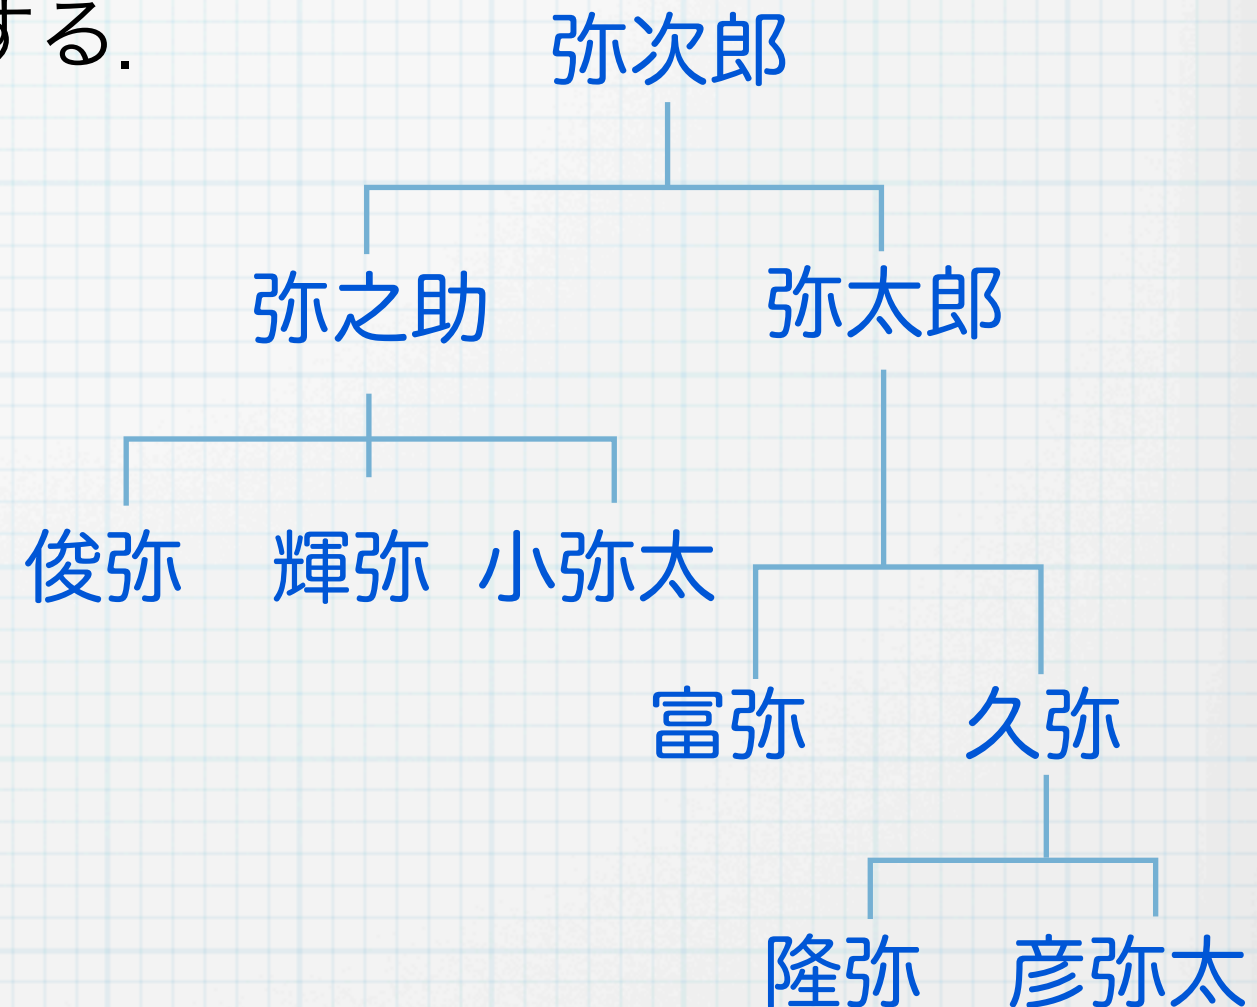 する.
弥次郎
弥之助 弥太郎
俊弥 輝弥 小弥太
富弥 久弥
隆弥 彦弥太